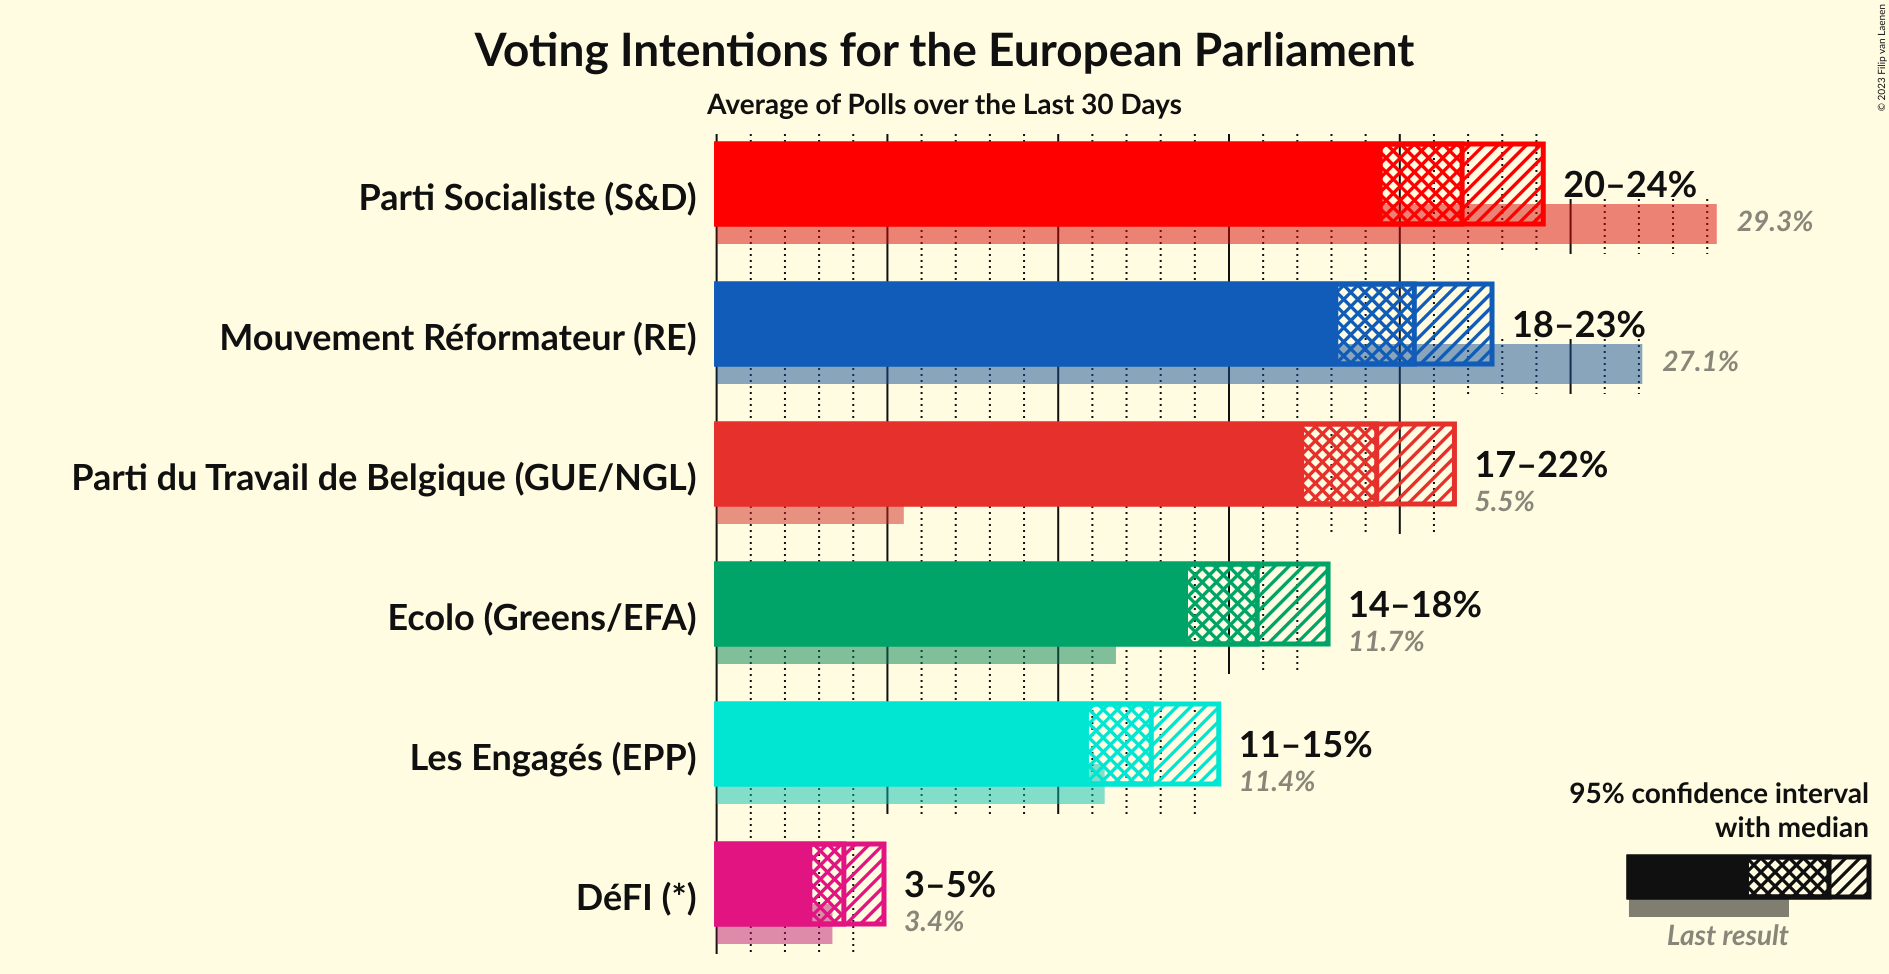 Voting Intentions for the European Parliament
Average of Polls over the Last 30 Days
© 2023 Filip van Laenen
Parti Socialiste (S&D)
20–24%
29.3%
Mouvement Réformateur (RE)
18–23%
27.1%
Parti du Travail de Belgique (GUE/NGL)
17–22%
5.5%
Ecolo (Greens/EFA)
14–18%
11.7%
Les Engagés (EPP)
11–15%
11.4%
DéFI (*)
3–5%
3.4%
95% confidence interval
with median
Last result